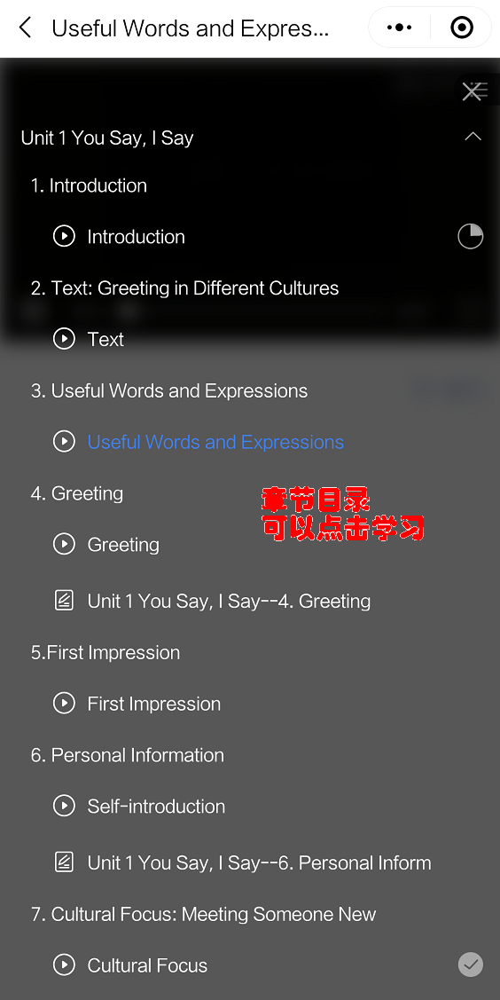 Useful Words and Expres...
Unit 1 You Say, I Say
1. Introduction
Introduction
2. Text: Greeting in Different Cultures
Text
3. Useful Words and Expressions
Useful Words and Expressions
4. Greeting
章节目录
可以点击学习
Greeting
Unit 1 You Say, I Say--4. Greeting
5.First Impression
First Impression
6. Personal Information
Self-introduction
Unit 1 You Say, I Say--6. Personal Inform
7. Cultural Focus: Meeting Someone New
Cultural Focus